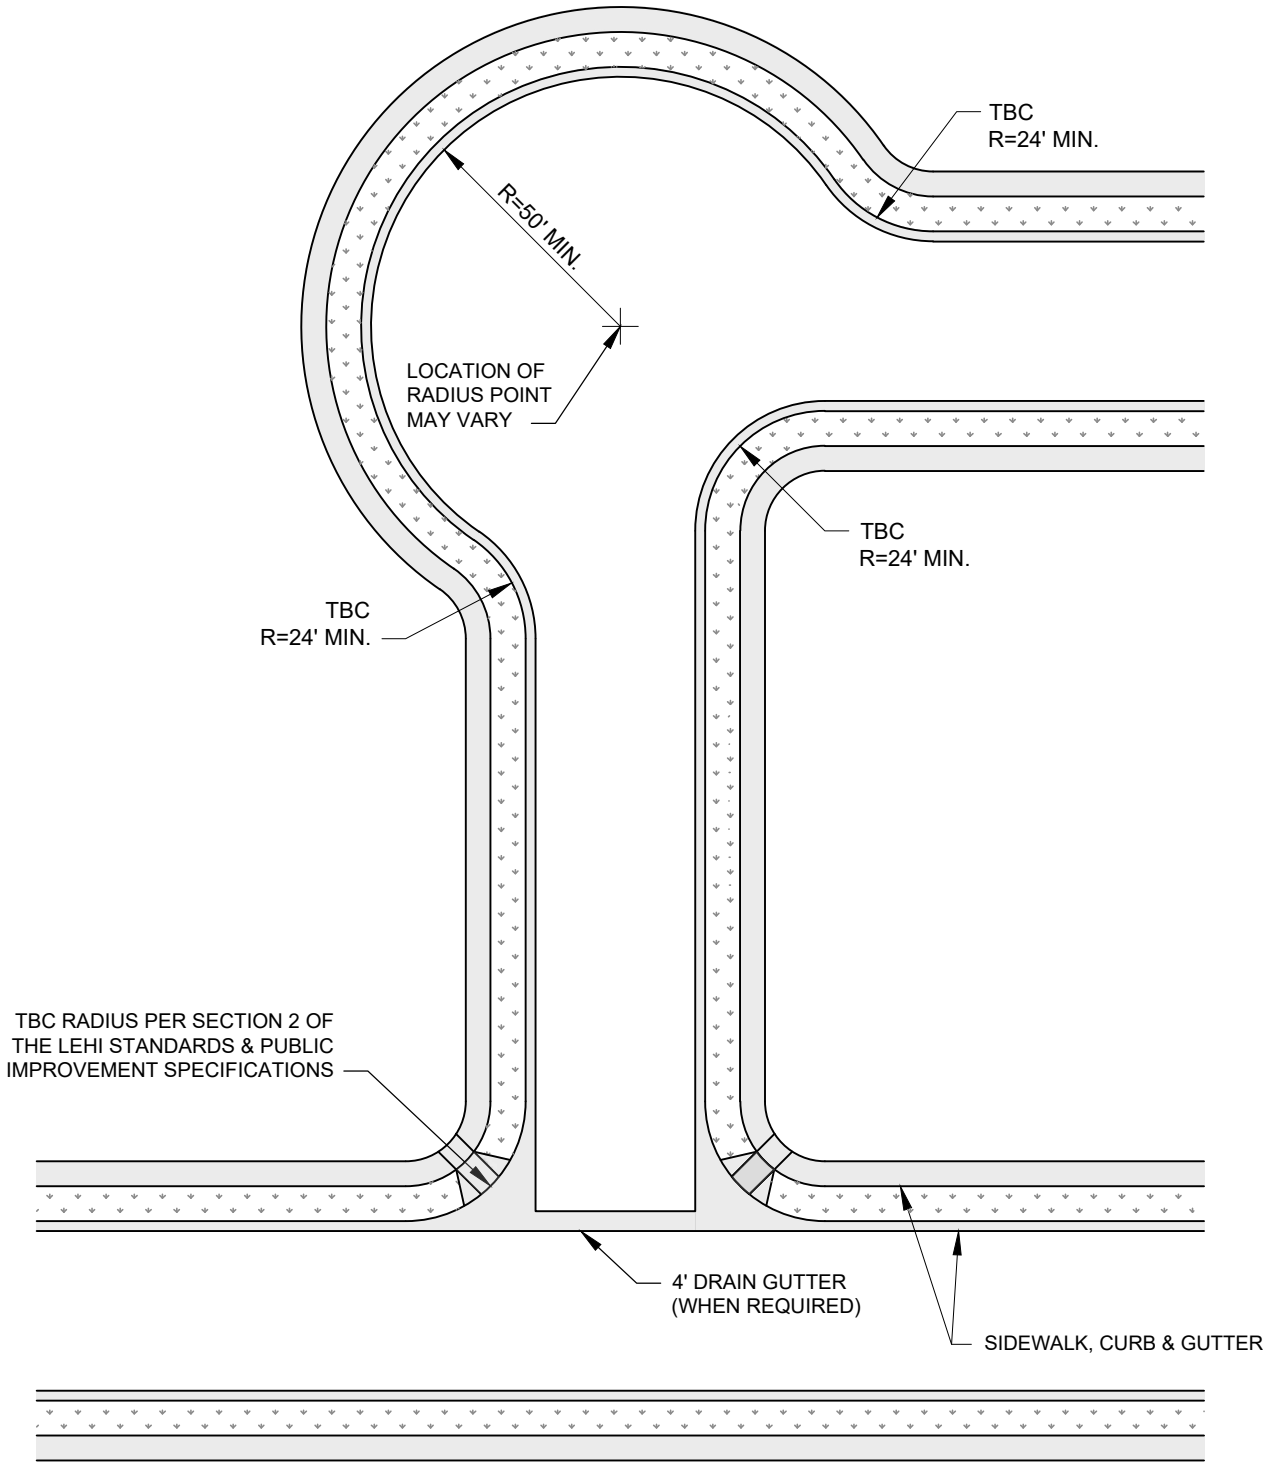 TBC
R=24' MIN.
R=50' MIN.
LOCATION OF
RADIUS POINT
MAY VARY
TBC
R=24' MIN.
TBC
R=24' MIN.
TBC RADIUS PER SECTION 2 OF
THE LEHI STANDARDS & PUBLIC
IMPROVEMENT SPECIFICATIONS
4' DRAIN GUTTER
(WHEN REQUIRED)
SIDEWALK, CURB & GUTTER